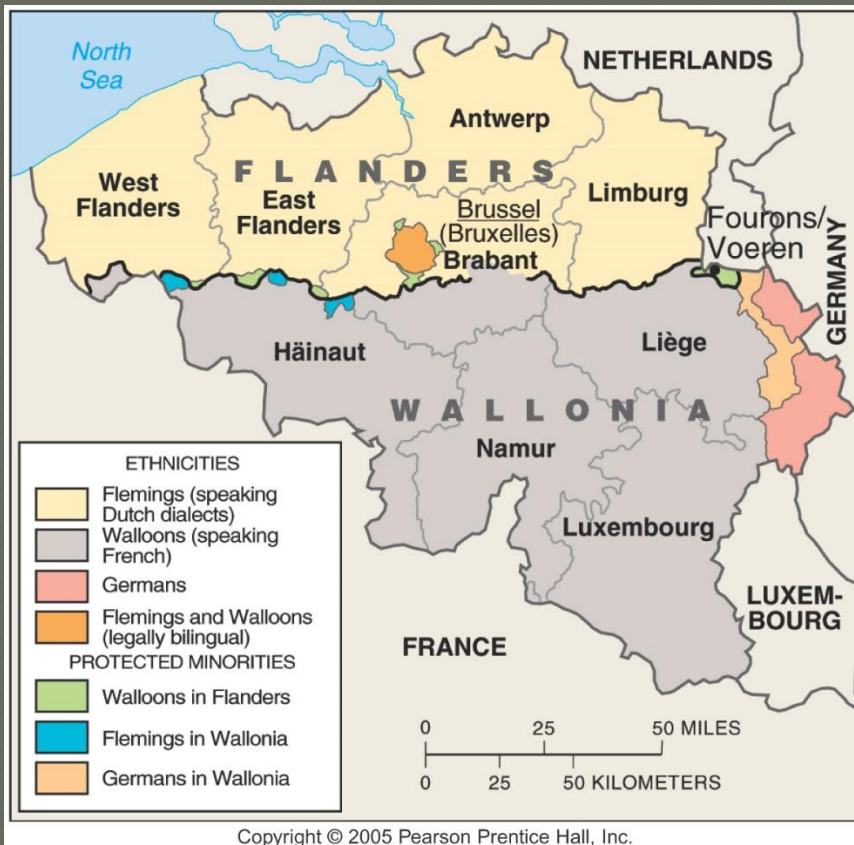 North
Sea
NETHERLANDS
Antwerp
FLANDERS
West
Flanders
East
Flanders
Limburg
Brussel
(Bruxelles)
Brabant
Fourons/
Voeren
GERMANY
Häinaut
Liège
WALLONIA
Namur
Luxembourg
LUXEM-
BOURG
FRANCE
ETHNICITIES
Flemings (speaking
Dutch dialects)
Walloons (speaking
French)
Germans
Flemings and Walloons
(legally bilingual)
PROTECTED MINORITIES
Walloons in Flanders
Flemings in Wallonia
Germans in Wallonia
0 25 50 MILES
0 25 50 KILOMETERS
Copyright © 2005 Pearson Prentice Hall, Inc.